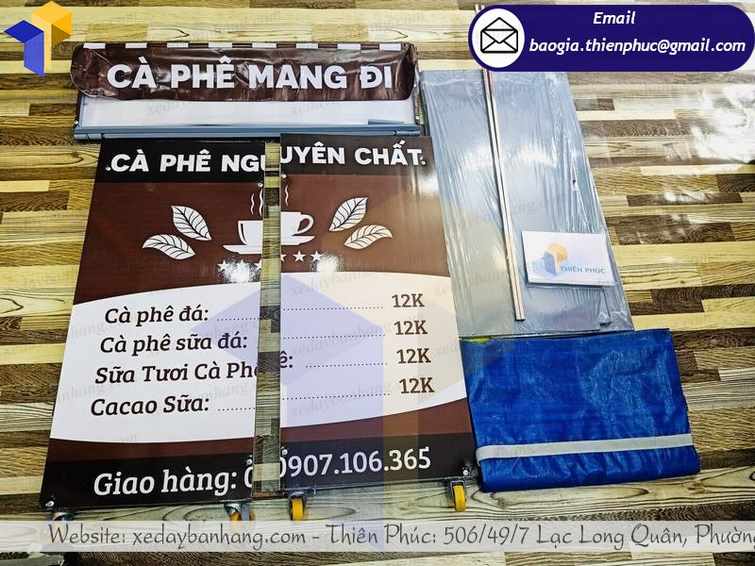 Email
baogia.thienphuc@gmail.com
CÀ PHÊ MANG ĐI
CÀ PHÊ NGUYÊN CHẤT
THIÊN PHÚC
Cà phê đá: 12K
Cà phê sữa đá: 12K
Sữa Tươi Cà Phê: 12K
Cacao Sữa: 12K
Giao hàng: 0907.106.365
Website: xedaybanhang.com - Thiên Phúc: 506/49/7 Lạc Long Quân, Phường